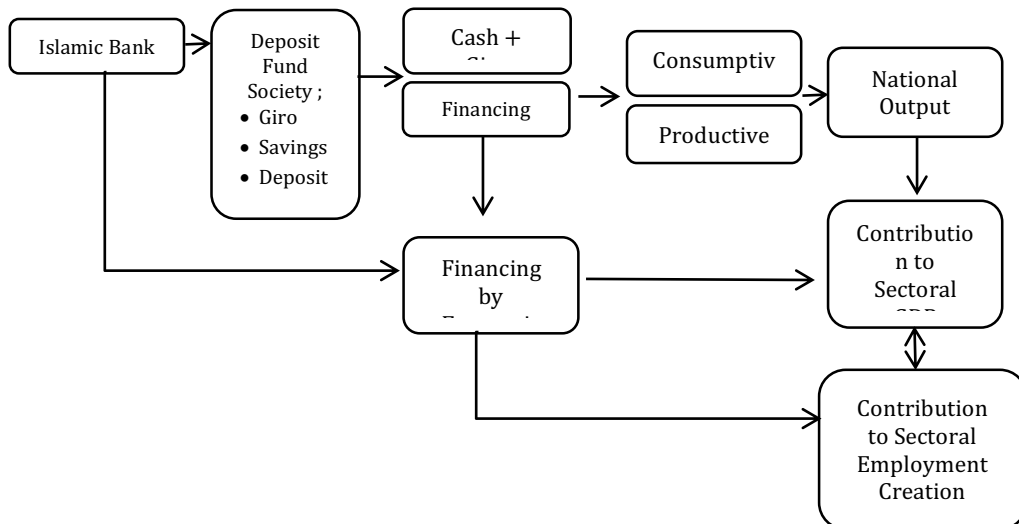 Islamic Bank
Deposit
Fund
Society ;
• Giro
• Savings
• Deposit
Cash +
Financing
Consumptiv
Productive
National
Output
Financing
by
Contributio
n to
Sectoral
Contribution
to Sectoral
Employment
Creation